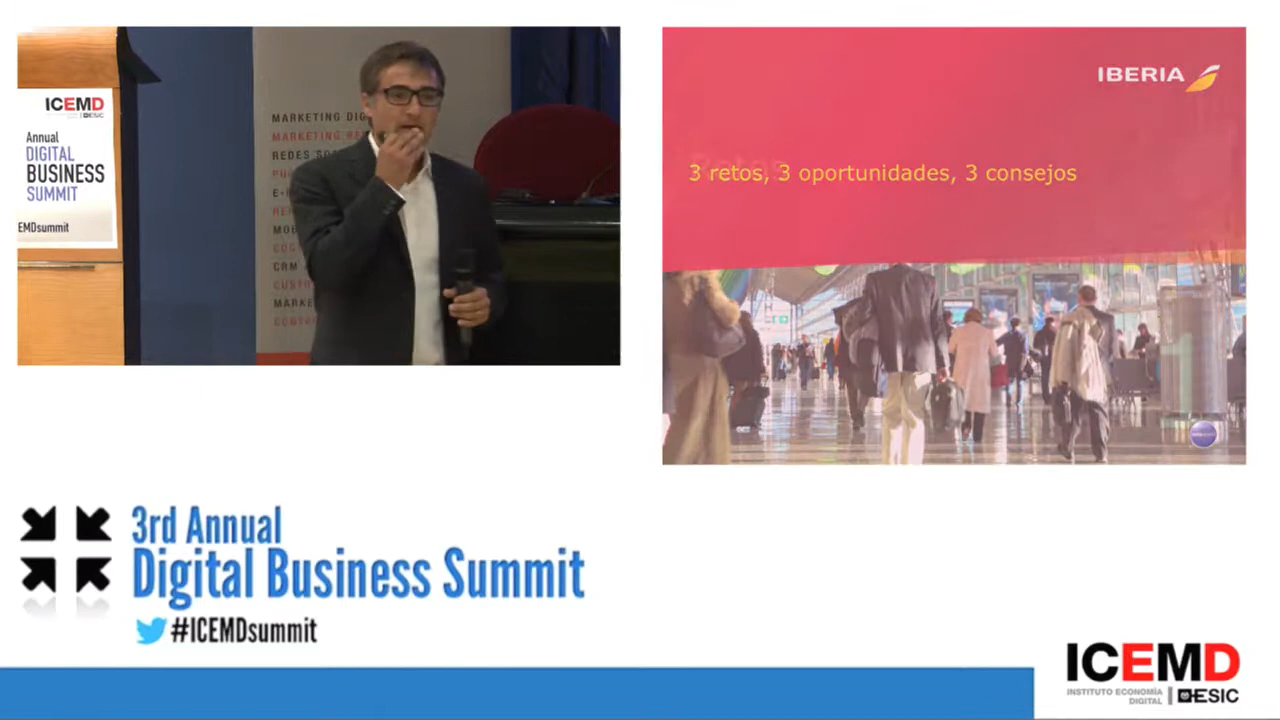 ICEMD
ESIC
Annual
DIGITAL
BUSINESS
SUMMIT
EMDsummit
MARKETING DIG
MARKETING
REDES SO
CRM
MARKE
IBERIA
3 retos, 3 oportunidades, 3 consejos
3rd Annual
Digital Business Summit
#ICEMDsummit
ICEMD
INSTITUTO ECONOMÍA
DIGITAL
ESIC